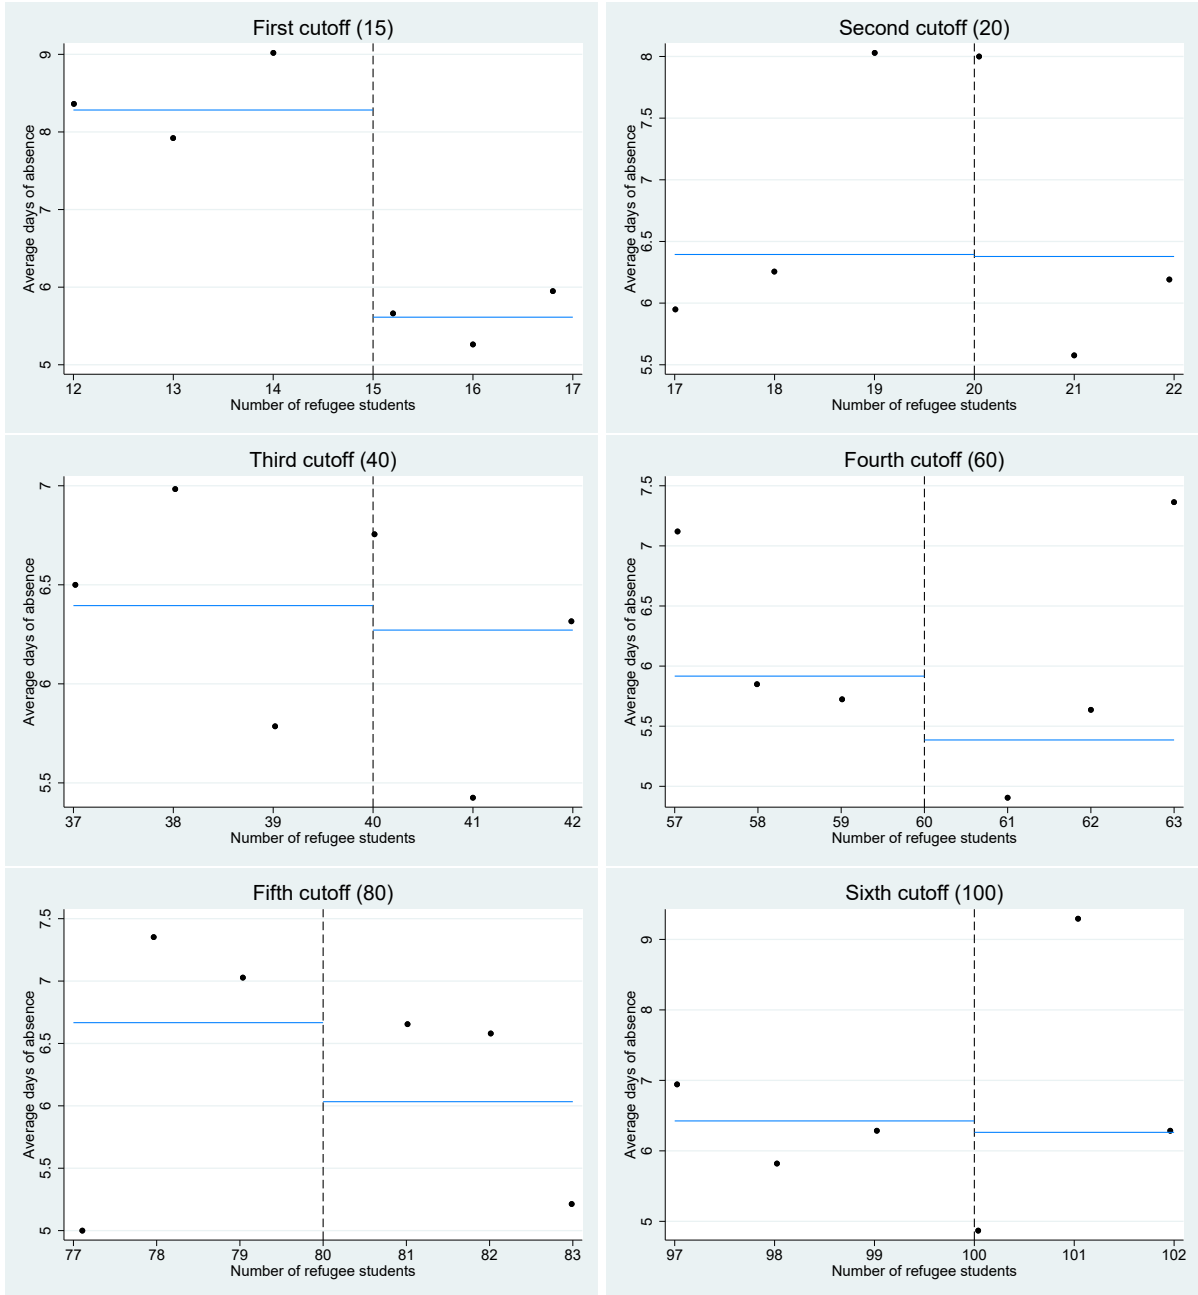 First cutoff (15)
Average days of absence
9
8
7
6
5
12 13 14 15 16 17
Number of refugee students
Second cutoff (20)
Average days of absence
8
7.5
7
6.5
6
5.5
17 18 19 20 21 22
Number of refugee students
Third cutoff (40)
Average days of absence
7
6.5
6
5.5
37 38 39 40 41 42
Number of refugee students
Fourth cutoff (60)
Average days of absence
7.5
7
6.5
6
5.5
5
57 58 59 60 61 62 63
Number of refugee students
Fifth cutoff (80)
Average days of absence
7.5
7
6.5
6
5.5
5
77 78 79 80 81 82 83
Number of refugee students
Sixth cutoff (100)
Average days of absence
9
8
7
6
5
97 98 99 100 101 102
Number of refugee students